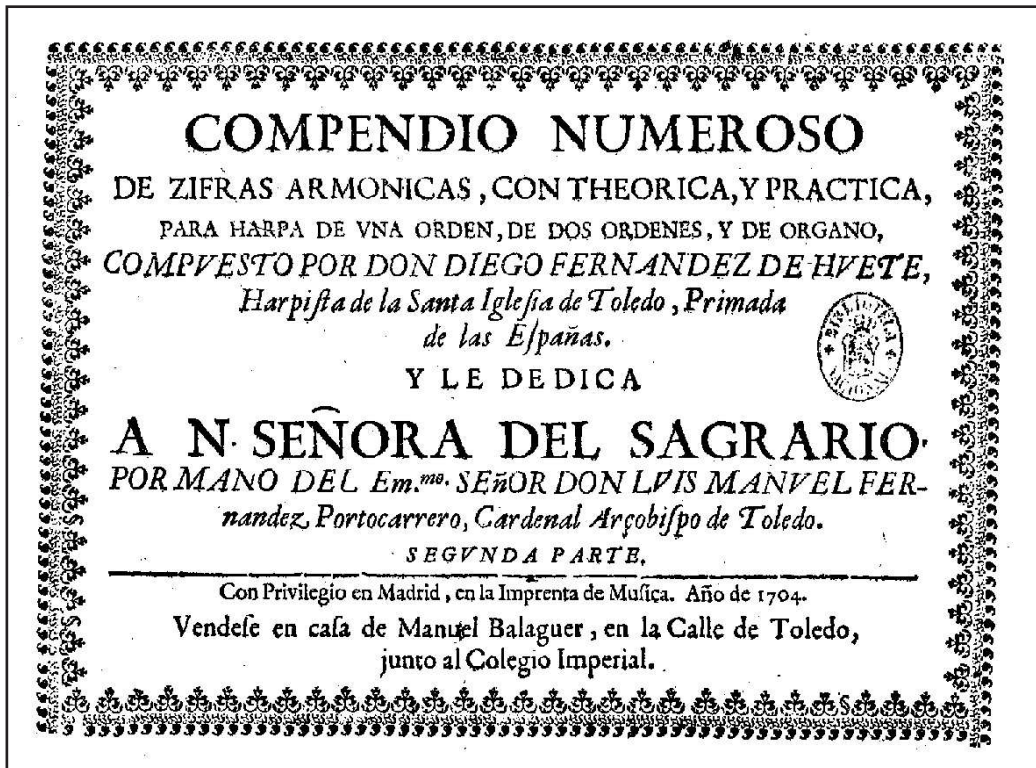 COMPENDIO NUMEROSO
DE ZIFRAS ARMONICAS, CON THEORICA, Y PRACTICA,
PARA HARPA DE VNA ORDEN, DE DOS ORDENES, Y DE ORGANO,
COMPVESTO POR DON DIEGO FERNANDEZ DE HVETE,
Harpiſta de la Santa Igleſia de Toledo, Primada
de las Eſpañas.
BIBLIOTECA NACIONAL
Y LE DEDICA
A N. SEÑORA DEL SAGRARIO.
POR MANO DEL Em.mo. SEñOR DON LVIS MANVEL FER-
nandez Portocarrero, Cardenal Arçobiſpo de Toledo.
SEGVNDA PARTE.
Con Privilegio en Madrid, en la Imprenta de Muſica. Año de 1704.
Vendeſe en caſa de Manuel Balaguer, en la Calle de Toledo,
junto al Colegio Imperial.